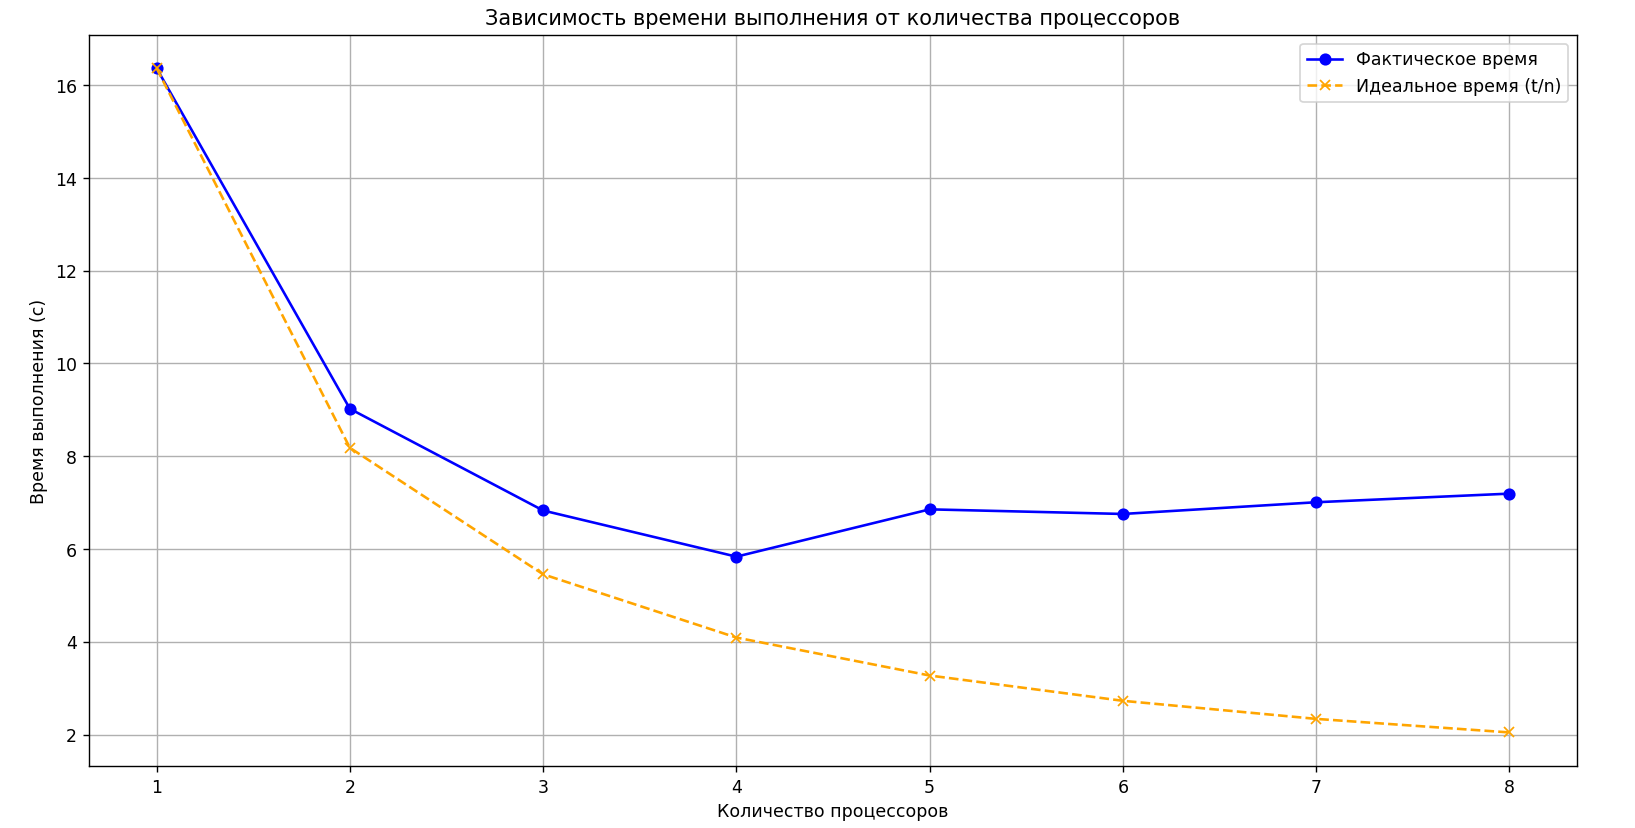 Зависимость времени выполнения от количества процессоров
Фактическое время
Идеальное время (t/n)
Время выполнения (с)
16
14
12
10
8
6
4
2
1 2 3 4 5 6 7 8
Количество процессоров